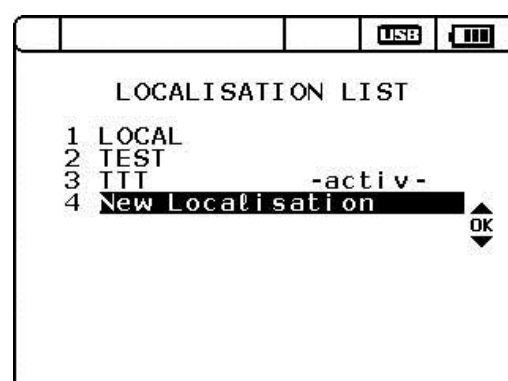 USB
LOCALISATION LIST
1 LOCAL
2 TEST
3 TTT -activ-
4 New Localisation
OK